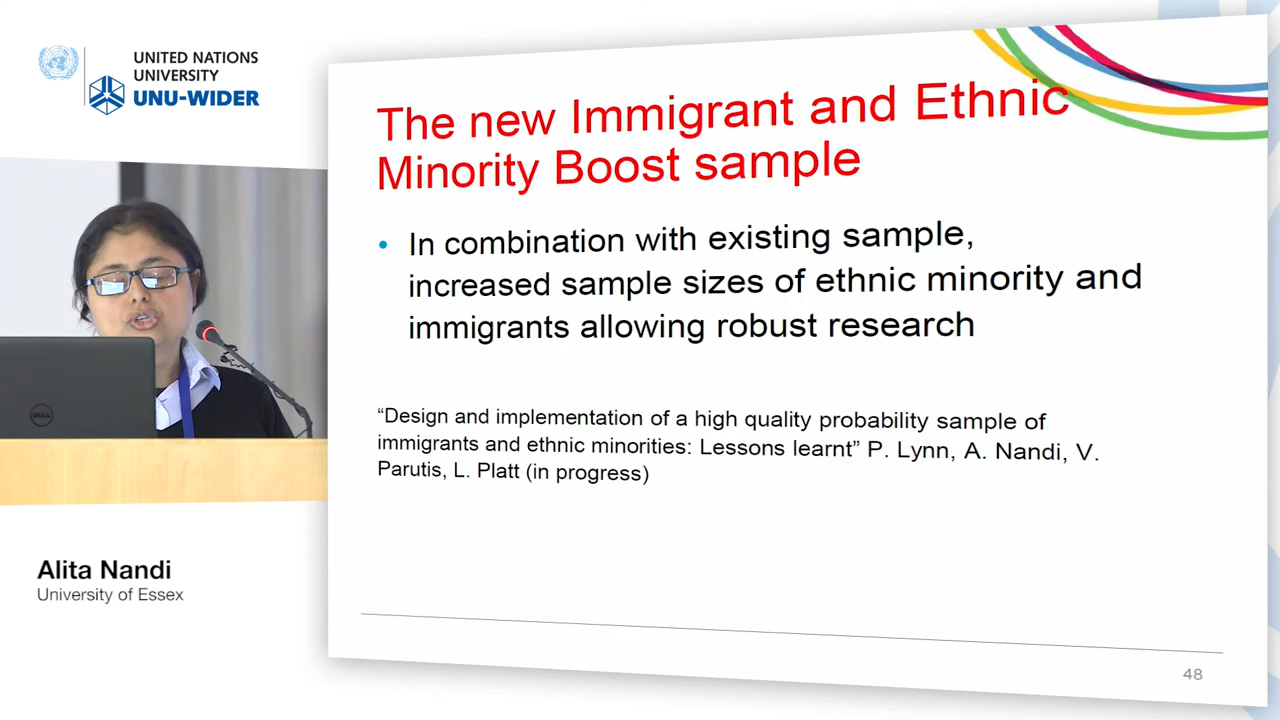 UNITED NATIONS
UNIVERSITY
UNU-WIDER
The new Immigrant and Ethnic
Minority Boost sample
• In combination with existing sample,
increased sample sizes of ethnic minority and
immigrants allowing robust research
“Design and implementation of a high quality probability sample of
immigrants and ethnic minorities: Lessons learnt” P. Lynn, A. Nandi, V.
Parutis, L. Platt (in progress)
DELL
Alita Nandi
University of Essex
48